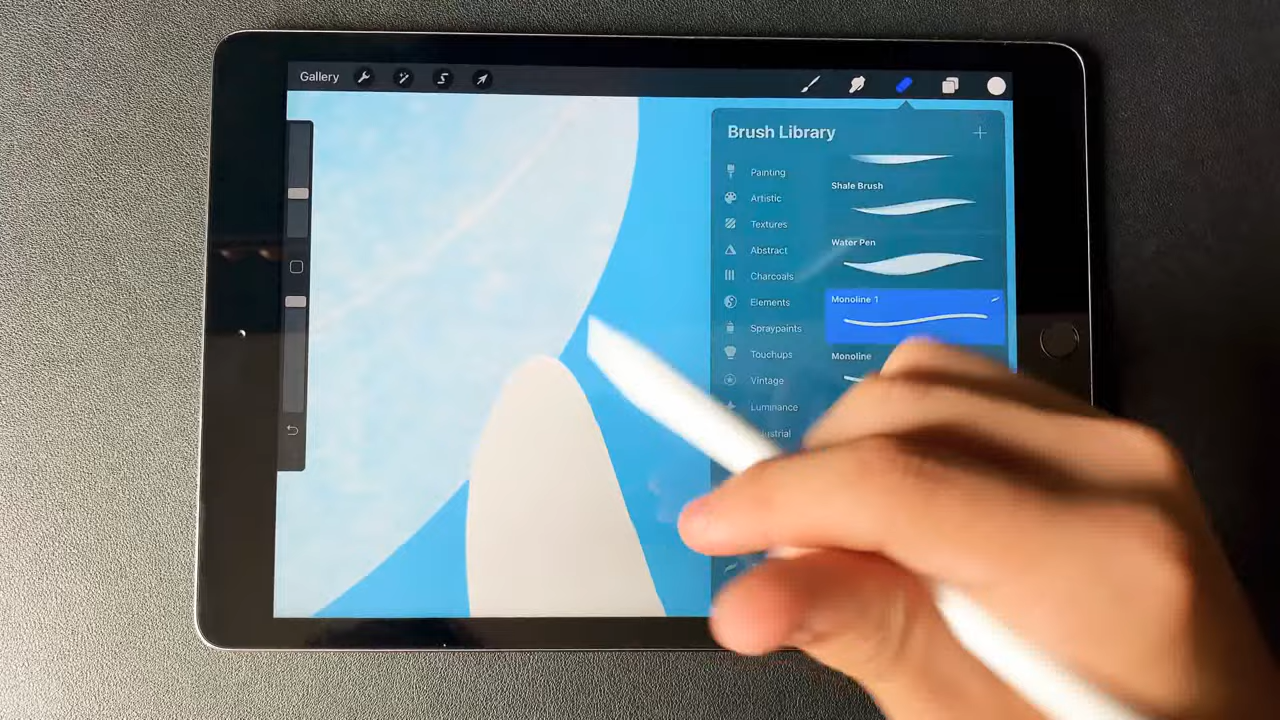 Gallery
Brush Library
Painting
Artistic
Textures
Abstract
Charcoals
Elements
Spraypaints
Touchups
Vintage
Luminance
Shale Brush
Water Pen
Monoline 1
Monoline